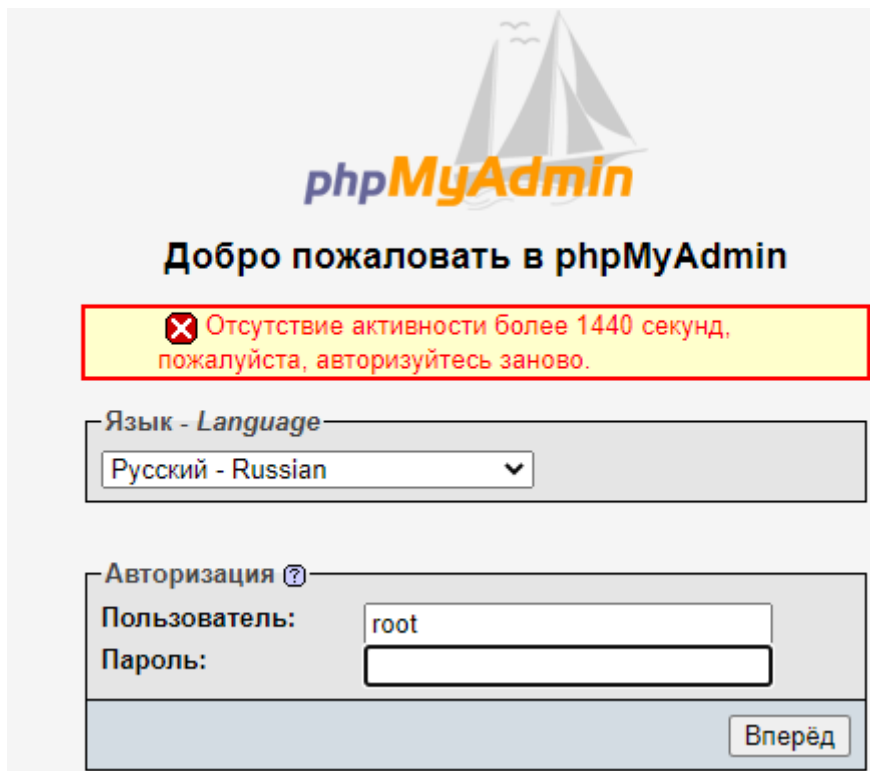 phpMyAdmin
Добро пожаловать в phpMyAdmin
Отсутствие активности более 1440 секунд,
пожалуйста, авторизуйтесь заново.
Язык - Language
Русский - Russian
Авторизация ?
Пользователь: root
Пароль:
Вперёд